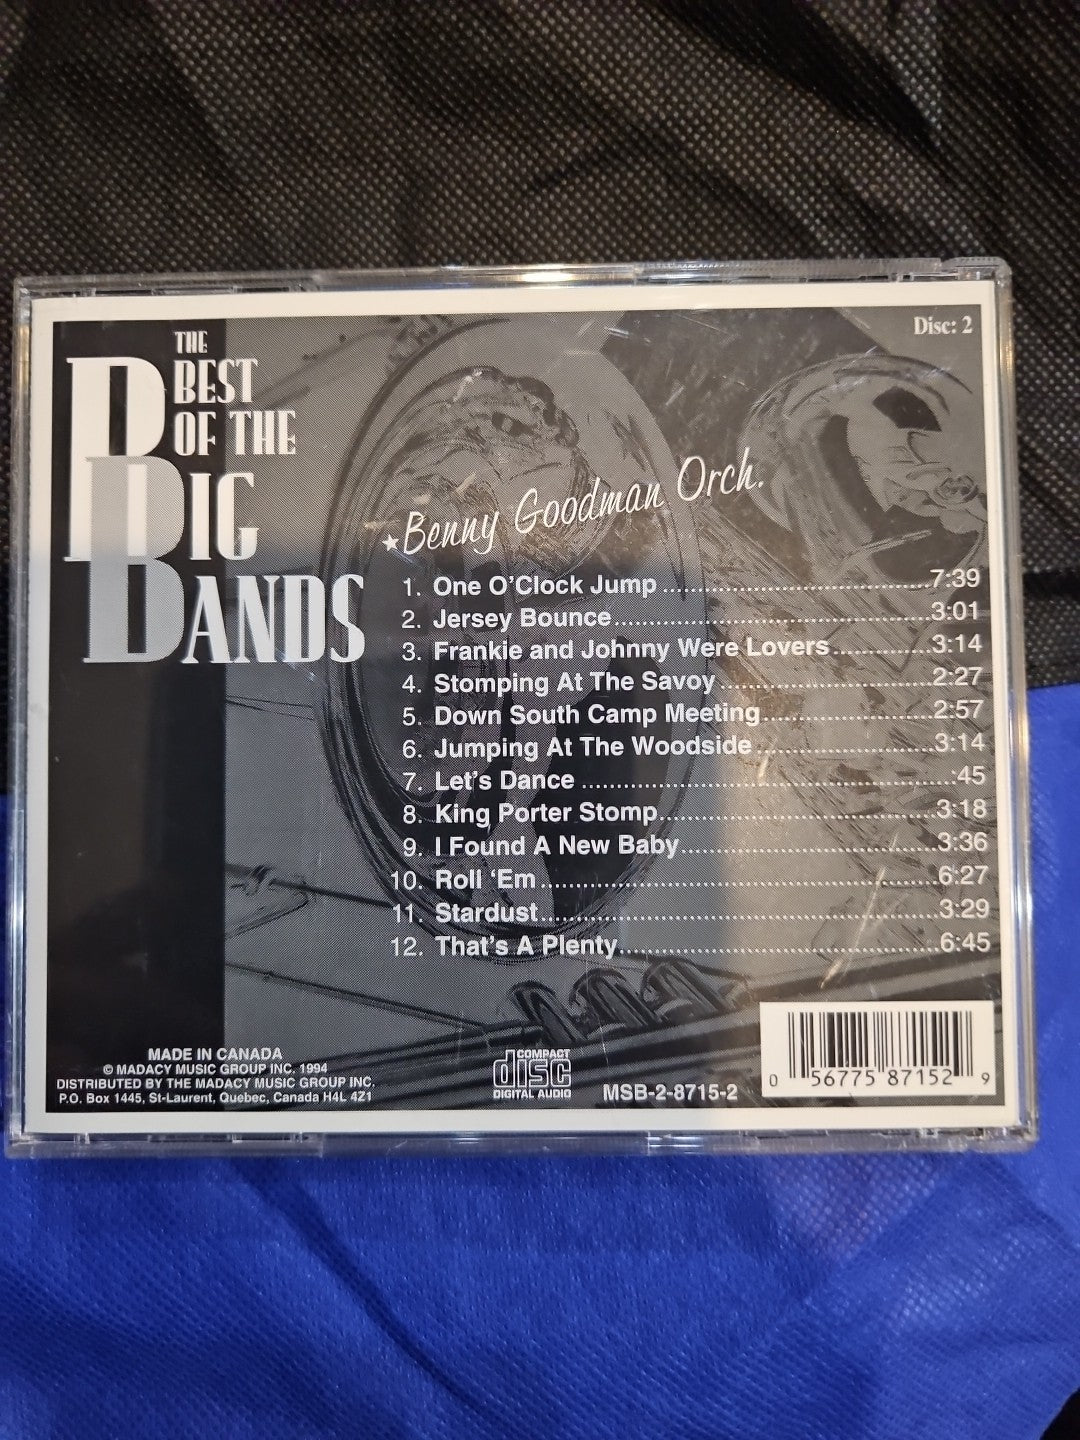 THE
BEST
OF THE
BIG
BANDS
Disc: 2
★Benny Goodman Orch.
1. One O'Clock Jump..........7:39
2. Jersey Bounce..........3:01
3. Frankie and Johnny Were Lovers..........3:14
4. Stomping At The Savoy..........2:27
5. Down South Camp Meeting..........2:57
6. Jumping At The Woodside..........3:14
7. Let's Dance..........:45
8. King Porter Stomp..........3:18
9. I Found A New Baby..........3:36
10. Roll 'Em..........6:27
11. Stardust..........3:29
12. That's A Plenty..........6:45
MADE IN CANADA
© MADACY MUSIC GROUP INC. 1994
DISTRIBUTED BY THE MADACY MUSIC GROUP INC.
P.O. Box 1445, St-Laurent, Quebec, Canada H4L 4Z1
COMPACT
disc
DIGITAL AUDIO
MSB-2-8715-2
0 56775 87152 9